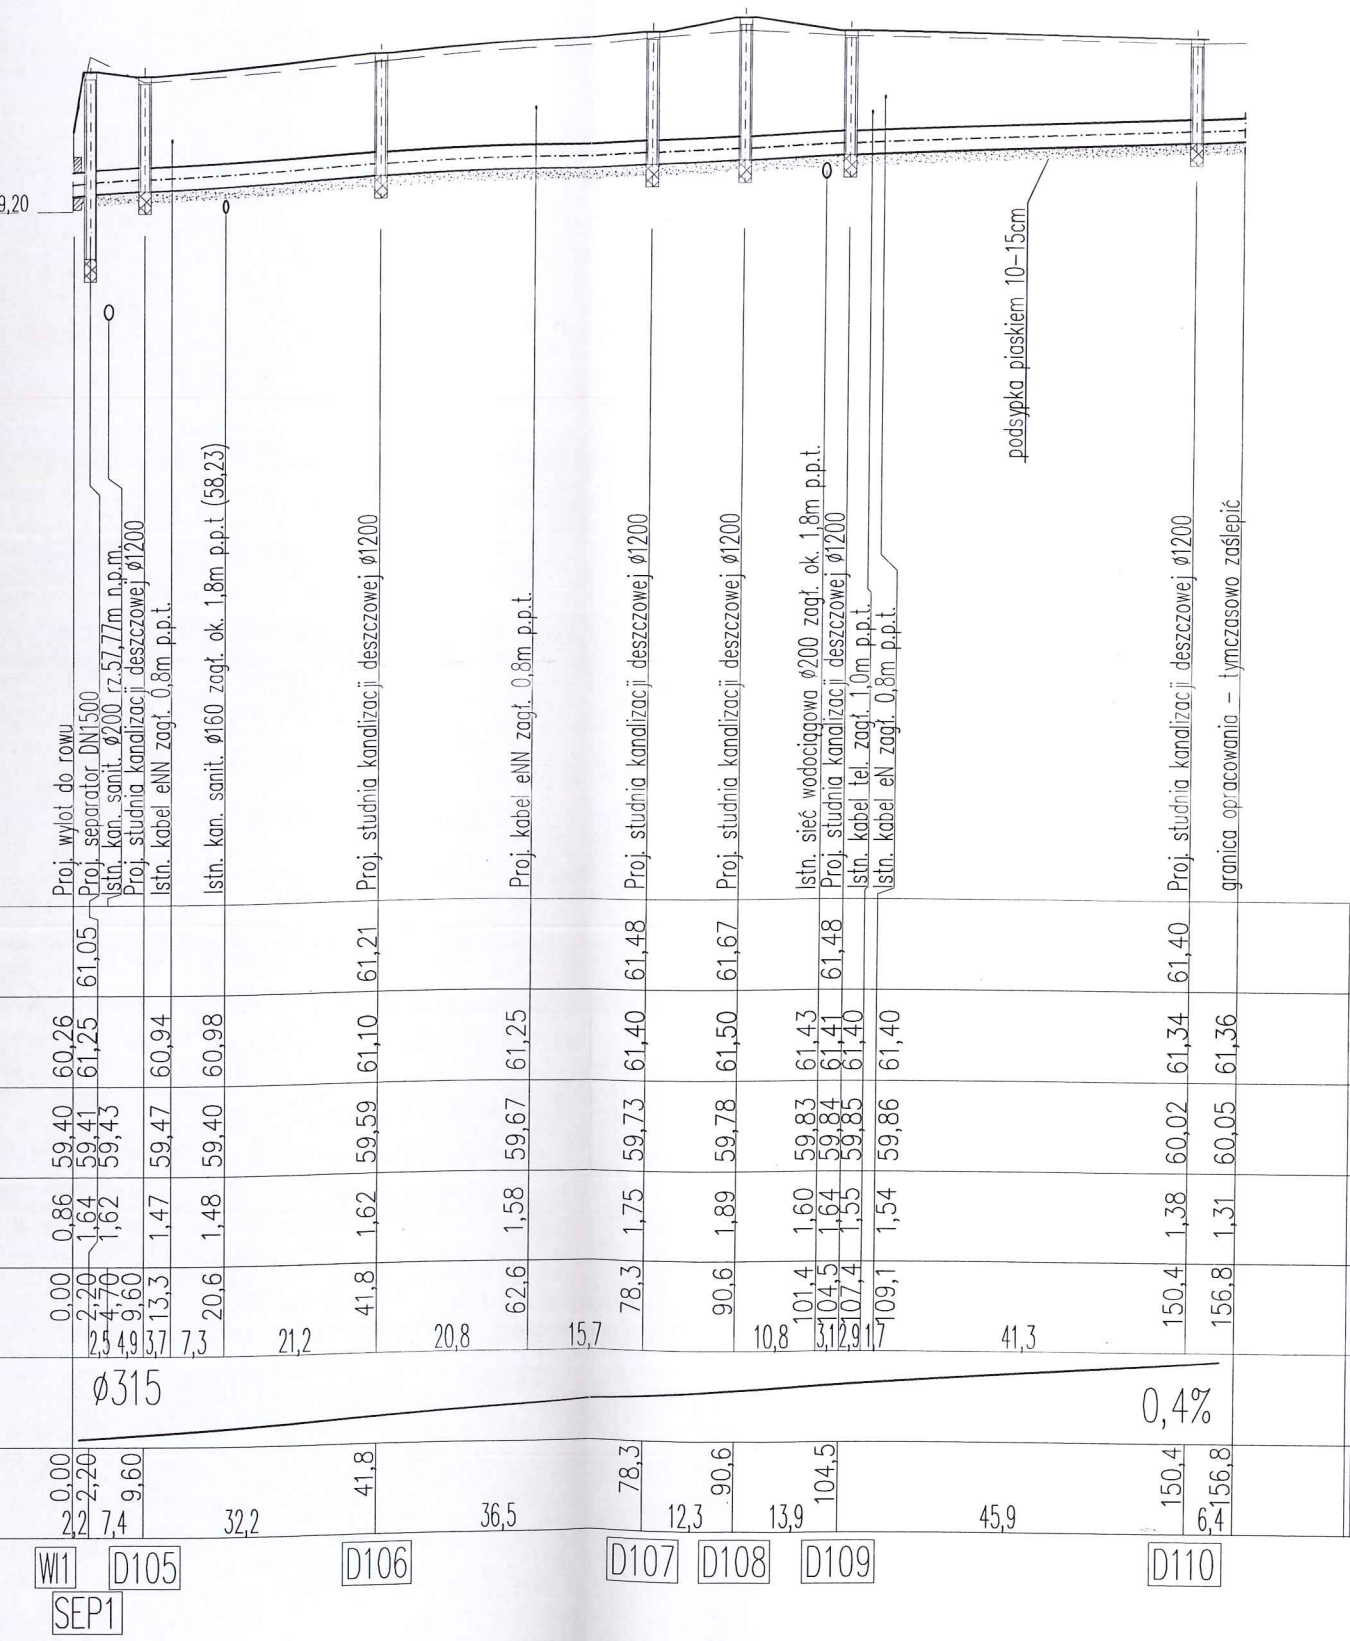 9,20
podsypka piaskiem 10-15cm
Proj. wylot do rowu
Proj. separator DN1500
Istn. kan. sanit. ø200 rz.57,77m n.p.m.
Proj. studnia kanalizacji deszczowej ø1200
Istn. kabel eNN zagł. 0,8m p.p.t.
Istn. kan. sanit. ø160 zagł. ok. 1,8m p.p.t (58,23)
Proj. studnia kanalizacji deszczowej ø1200
Proj. kabel eNN zagł. 0,8m p.p.t.
Proj. studnia kanalizacji deszczowej ø1200
Proj. studnia kanalizacji deszczowej ø1200
Istn. sieć wodociągowa ø200 zagł. ok. 1,8m p.p.t.
Proj. studnia kanalizacji deszczowej ø1200
Istn. kabel tel. zagł. 1,0m p.p.t.
Istn. kabel eN zagł. 0,8m p.p.t.
Proj. studnia kanalizacji deszczowej ø1200
granica opracowania - tymczasowo zaślepić
61,05 61,21 61,48 61,67 61,48 61,40
60,26 61,25 60,94 60,98 61,10 61,25 61,40 61,50 61,43 61,41 61,40 61,40 61,34 61,36
59,40 59,41 59,43 59,47 59,40 59,59 59,67 59,73 59,78 59,83 59,84 59,85 59,86 60,02 60,05
0,86 1,64 1,62 1,47 1,48 1,62 1,58 1,75 1,89 1,60 1,64 1,55 1,54 1,38 1,31
0,00 2,20 4,70 9,60 13,3 20,6 41,8 62,6 78,3 90,6 101,4 104,5 107,4 109,1 150,4 156,8
2,5 4,9 3,7 7,3 21,2 20,8 15,7 10,8 3,1 2,9 1,7 41,3
ø315
0,4%
0,00 2,20 9,60 41,8 78,3 90,6 104,5 150,4 156,8
2,2 7,4 32,2 36,5 12,3 13,9 45,9 6,4
Wl1 D105 D106 D107 D108 D109 D110
SEP1